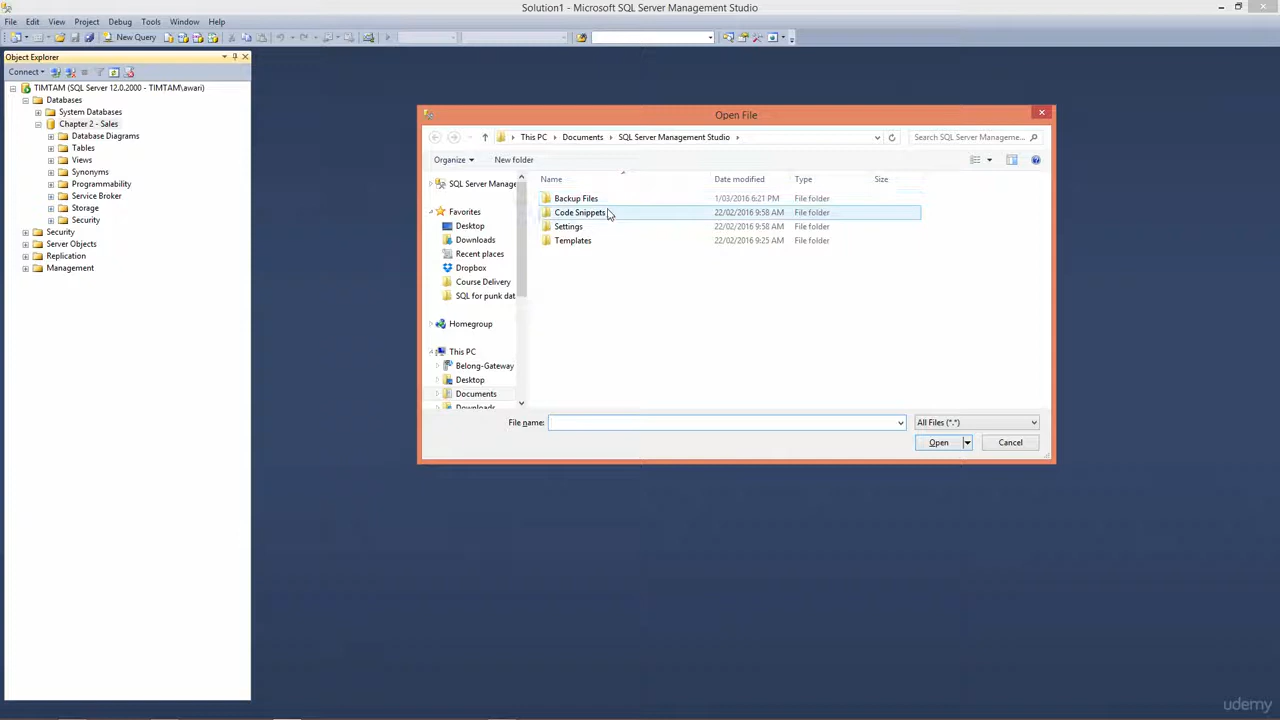 Solution1 - Microsoft SQL Server Management Studio
File Edit View Project Debug Tools Window Help
New Query
Object Explorer
Connect
TIMTAM (SQL Server 12.0.2000 - TIMTAM\awari)
Databases
System Databases
Chapter 2 - Sales
Database Diagrams
Tables
Views
Synonyms
Programmability
Service Broker
Storage
Security
Security
Server Objects
Replication
Management
Open File
This PC Documents SQL Server Management Studio
Search SQL Server Manageme...
Organize New folder
Name Date modified Type Size
SQL Server Manage
Favorites
Desktop
Downloads
Recent places
Dropbox
Course Delivery
SQL for punk dat
Homegroup
This PC
Belong-Gateway
Desktop
Documents
Downloads
Backup Files 1/03/2016 6:21 PM File folder
Code Snippets 22/02/2016 9:58 AM File folder
Settings 22/02/2016 9:58 AM File folder
Templates 22/02/2016 9:25 AM File folder
File name: All Files (*.*)
Open Cancel
udemy